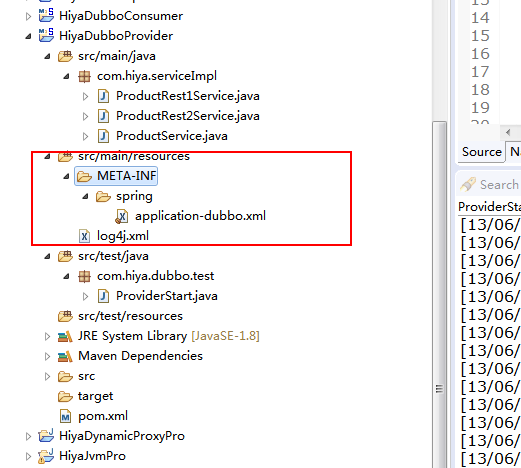 HiyaDubboConsumer
HiyaDubboProvider
src/main/java
com.hiya.serviceImpl
ProductRest1Service.java
ProductRest2Service.java
ProductService.java
src/main/resources
META-INF
spring
application-dubbo.xml
log4j.xml
src/test/java
com.hiya.dubbo.test
ProviderStart.java
src/test/resources
JRE System Library [JavaSE-1.8]
Maven Dependencies
src
target
pom.xml
HiyaDynamicProxyPro
HiyaJvmPro
14
15
16
17
18
19
Source
Search
ProviderSta
[13/06/
[13/06/
[13/06/
[13/06/
[13/06/
[13/06/
[13/06/
[13/06/
[13/06/
[13/06/
[13/06/
[13/06/
[13/06/